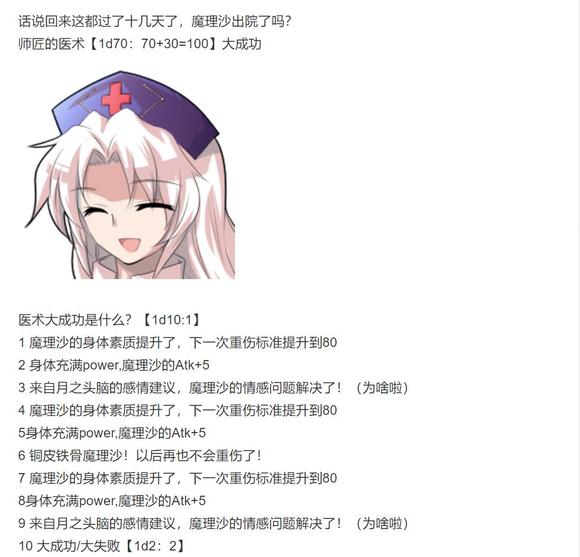 话说回来这都过了十几天了，魔理沙出院了吗？
师匠的医术【1d70：70+30=100】大成功
医术大成功是什么？【1d10:1】
1 魔理沙的身体素质提升了，下一次重伤标准提升到80
2 身体充满power,魔理沙的Atk+5
3 来自月之头脑的感情建议，魔理沙的情感问题解决了！（为啥啦）
4 魔理沙的身体素质提升了，下一次重伤标准提升到80
5身体充满power,魔理沙的Atk+5
6 铜皮铁骨魔理沙！以后再也不会重伤了！
7 魔理沙的身体素质提升了，下一次重伤标准提升到80
8身体充满power,魔理沙的Atk+5
9 来自月之头脑的感情建议，魔理沙的情感问题解决了！（为啥啦）
10 大成功/大失败【1d2：2】